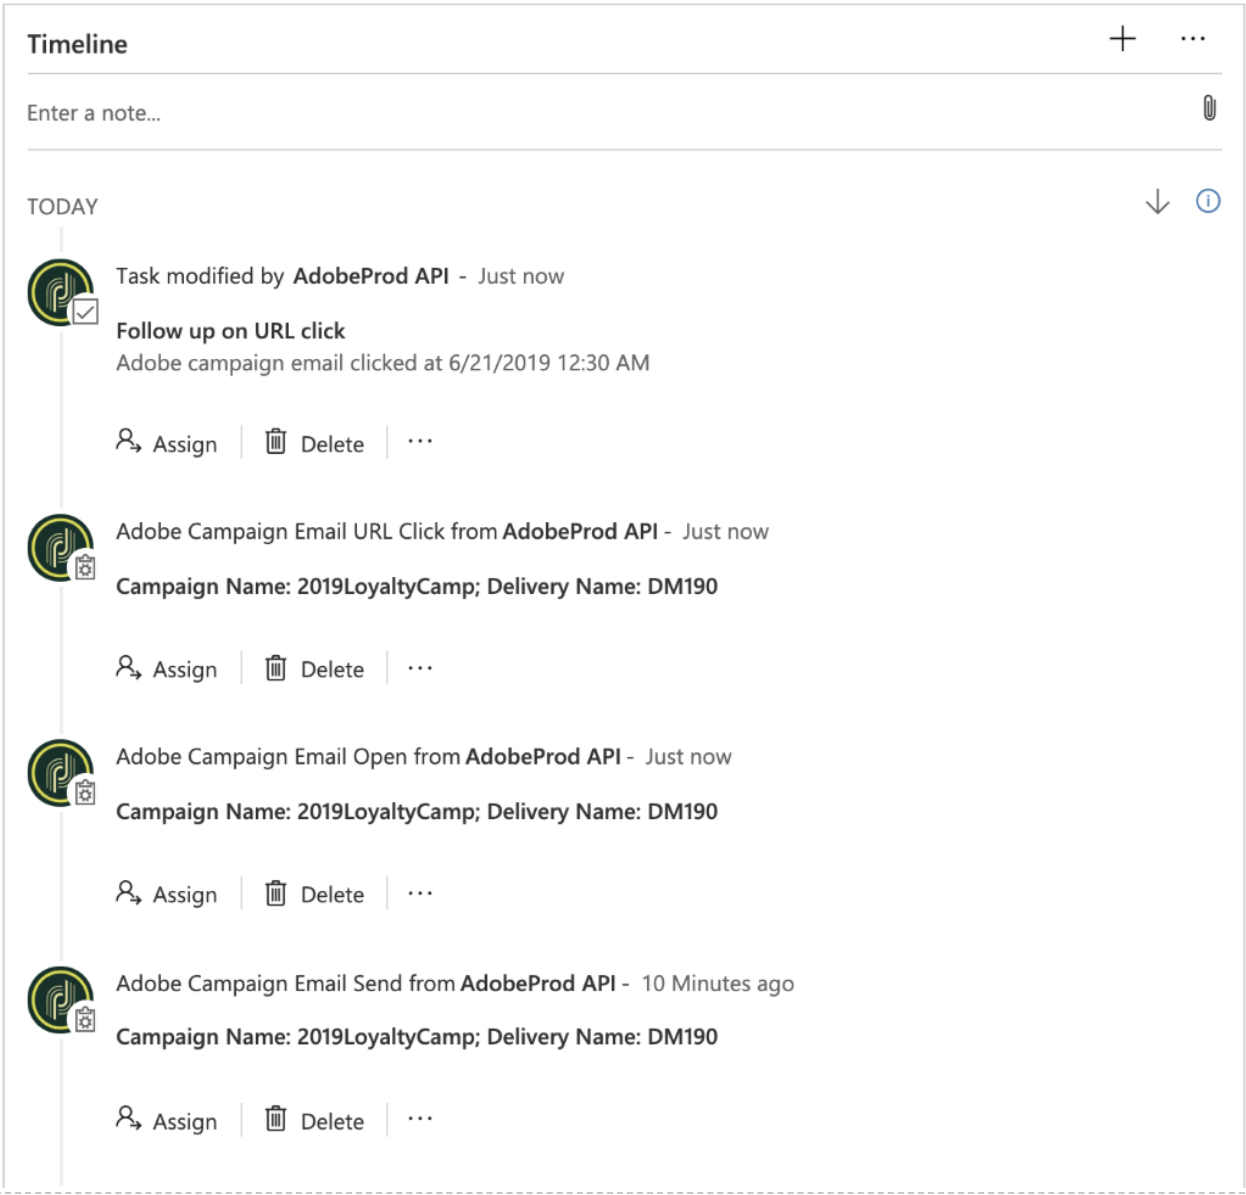 Timeline
Enter a note...
TODAY
Task modified by AdobeProd API - Just now
Follow up on URL click
Adobe campaign email clicked at 6/21/2019 12:30 AM
Assign Delete ...
Adobe Campaign Email URL Click from AdobeProd API - Just now
Campaign Name: 2019LoyaltyCamp; Delivery Name: DM190
Assign Delete ...
Adobe Campaign Email Open from AdobeProd API - Just now
Campaign Name: 2019LoyaltyCamp; Delivery Name: DM190
Assign Delete ...
Adobe Campaign Email Send from AdobeProd API - 10 Minutes ago
Campaign Name: 2019LoyaltyCamp; Delivery Name: DM190
Assign Delete ...